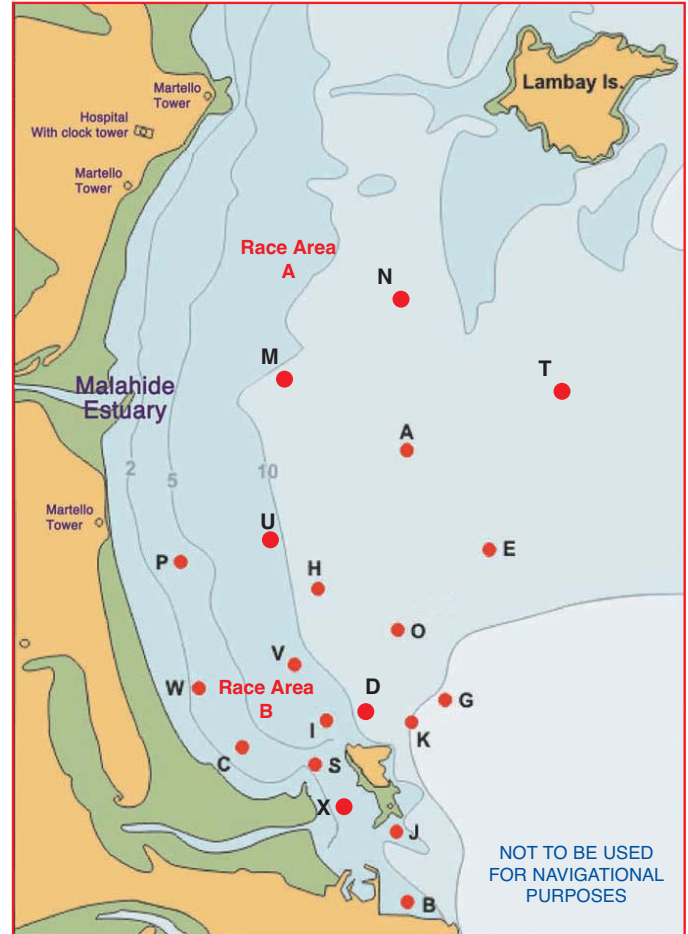 Lambay Is.
Martello
Tower
Hospital
With clock tower
Martello
Tower
Race Area
A
N
M
T
Malahide
Estuary
A
2
5
10
Martello
Tower
U
E
P
H
O
V
W
Race Area
B
D
G
I
K
C
S
X
J
NOT TO BE USED
FOR NAVIGATIONAL
PURPOSES
B